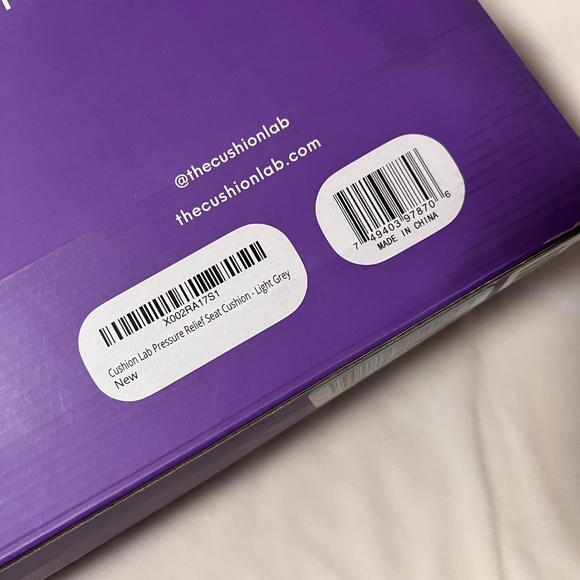 @thecushionlab
thecushionlab.com
7 49403 97870 6
MADE IN CHINA
X002RA17S1
Cushion Lab Pressure Relief Seat Cushion - Light Grey
New